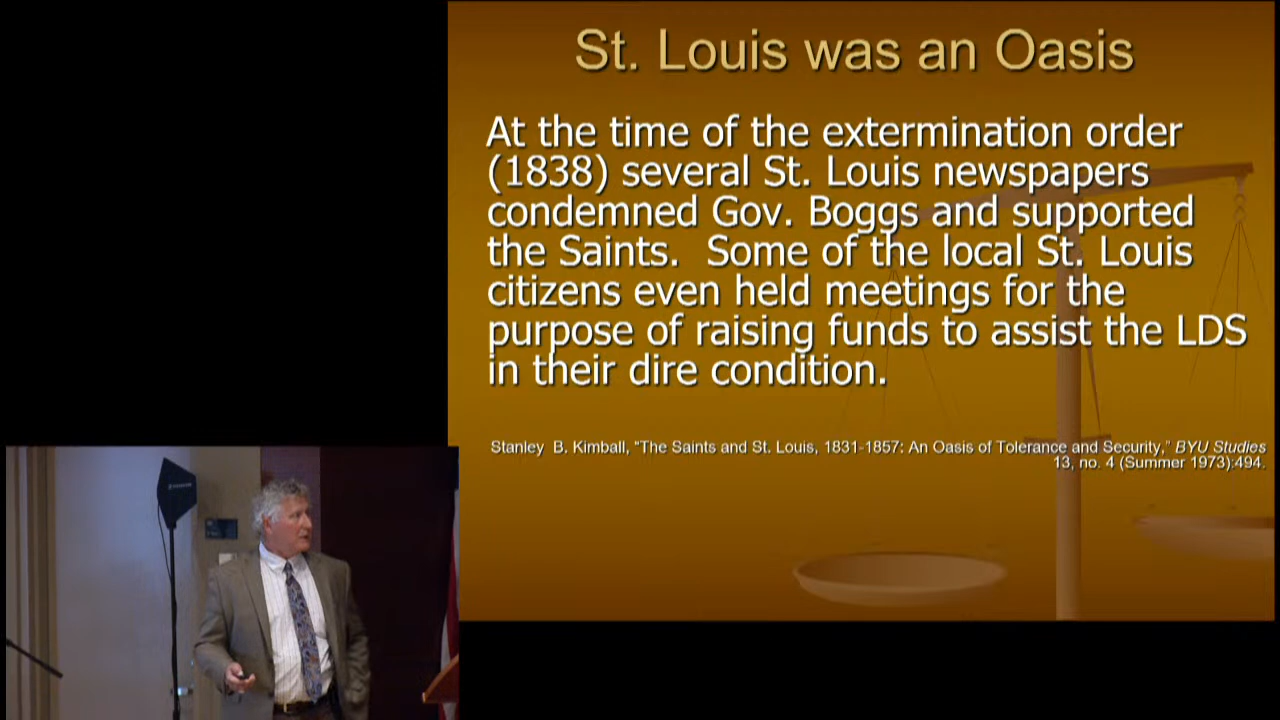 St. Louis was an Oasis
At the time of the extermination order
(1838) several St. Louis newspapers
condemned Gov. Boggs and supported
the Saints.  Some of the local St. Louis
citizens even held meetings for the
purpose of raising funds to assist the LDS
in their dire condition.
Stanley  B. Kimball, "The Saints and St. Louis, 1831-1857: An Oasis of Tolerance and Security," BYU Studies
13, no. 4 (Summer 1973):494.